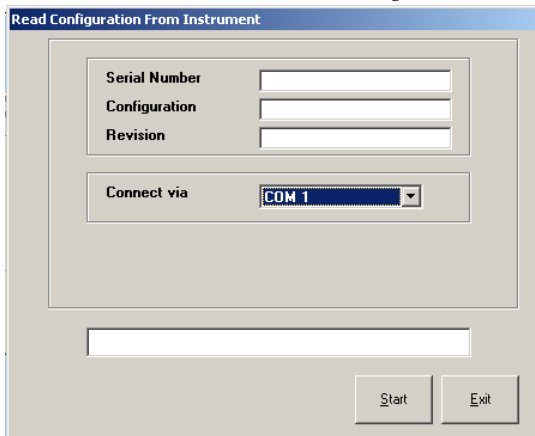 Read Configuration From Instrument
Serial Number
Configuration
Revision
Connect via COM 1
Start Exit